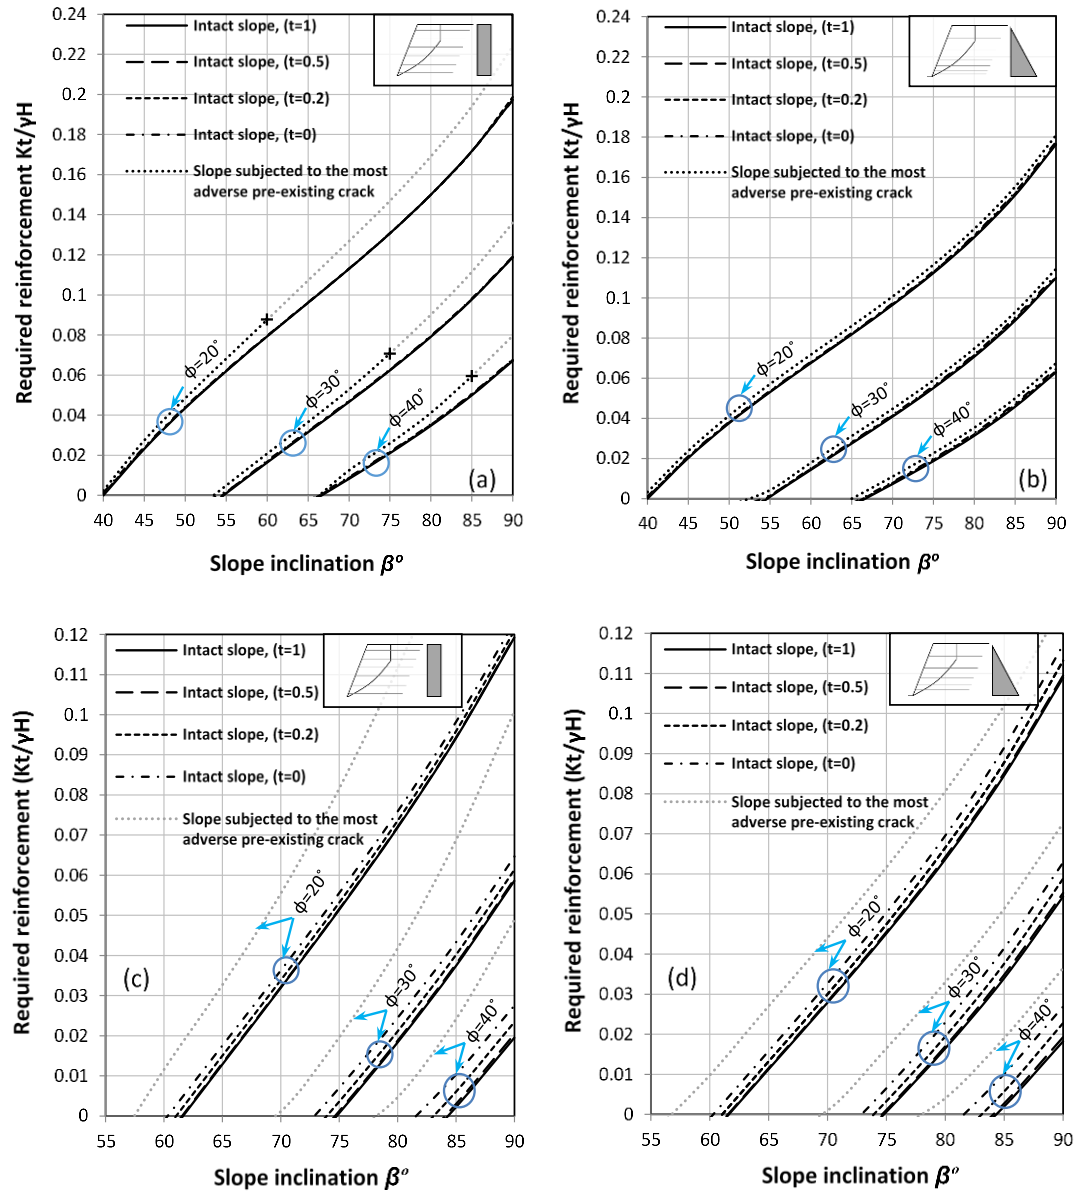 0.24
0.22
0.2
0.18
0.16
0.14
0.12
0.1
0.08
0.06
0.04
0.02
0
Required reinforcement Kt/γH
Intact slope, (t=1)
Intact slope, (t=0.5)
Intact slope, (t=0.2)
Intact slope, (t=0)
Slope subjected to the most
adverse pre-existing crack
ϕ=20°
ϕ=30°
ϕ=40°
(a)
40 45 50 55 60 65 70 75 80 85 90
Slope inclination βº
0.24
0.22
0.2
0.18
0.16
0.14
0.12
0.1
0.08
0.06
0.04
0.02
0
Required reinforcement Kt/γH
Intact slope, (t=1)
Intact slope, (t=0.5)
Intact slope, (t=0.2)
Intact slope, (t=0)
Slope subjected to the most
adverse pre-existing crack
ϕ=20°
ϕ=30°
ϕ=40°
(b)
40 45 50 55 60 65 70 75 80 85 90
Slope inclination βº
0.12
0.11
0.1
0.09
0.08
0.07
0.06
0.05
0.04
0.03
0.02
0.01
0
Required reinforcement (Kt/γH)
Intact slope, (t=1)
Intact slope, (t=0.5)
Intact slope, (t=0.2)
Intact slope, (t=0)
Slope subjected to the most
adverse pre-existing crack
ϕ=20°
ϕ=30°
ϕ=40°
(c)
55 60 65 70 75 80 85 90
Slope inclination βº
0.12
0.11
0.1
0.09
0.08
0.07
0.06
0.05
0.04
0.03
0.02
0.01
0
Required reinforcement (Kt/γH)
Intact slope, (t=1)
Intact slope, (t=0.5)
Intact slope, (t=0.2)
Intact slope, (t=0)
Slope subjected to the most
adverse pre-existing crack
ϕ=20°
ϕ=30°
ϕ=40°
(d)
55 60 65 70 75 80 85 90
Slope inclination βº